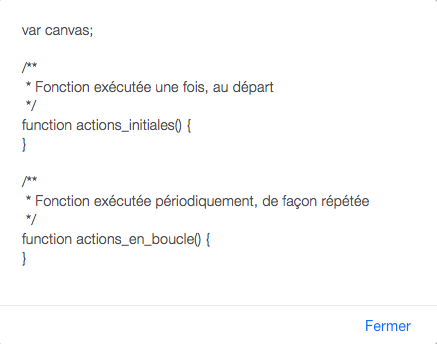 var canvas;
/**
* Fonction exécutée une fois, au départ
*/
function actions_initiales() {
}
/**
* Fonction exécutée périodiquement, de façon répétée
*/
function actions_en_boucle() {
}
Fermer